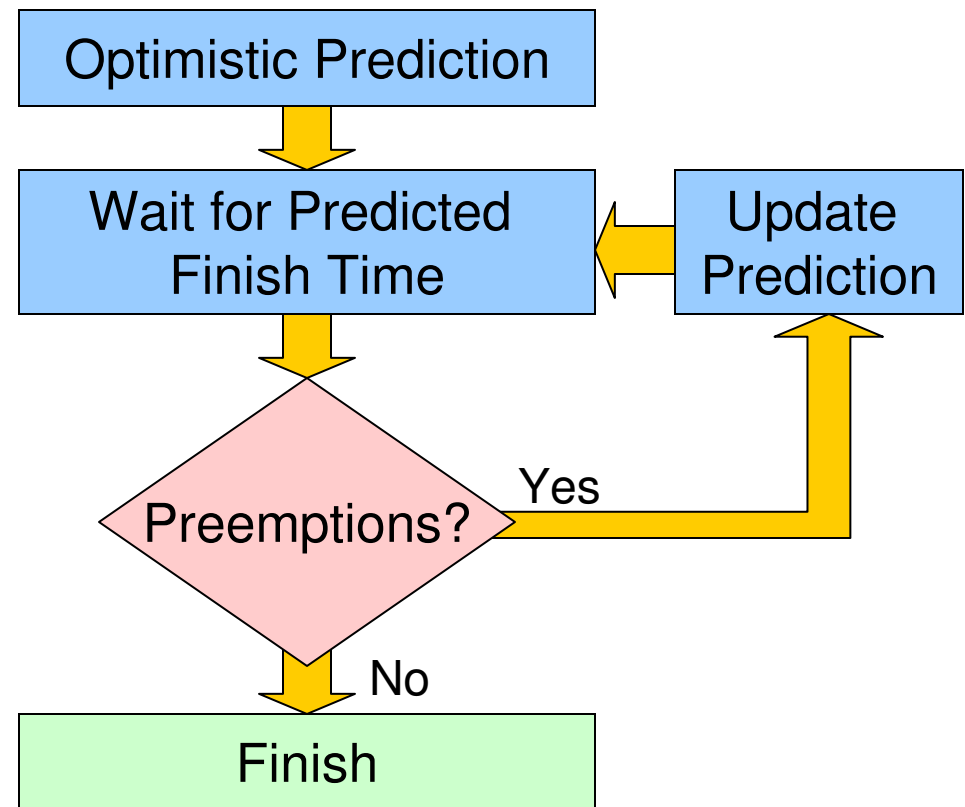 Optimistic Prediction
Wait for Predicted
Finish Time
Update
Prediction
Preemptions?
Yes
No
Finish